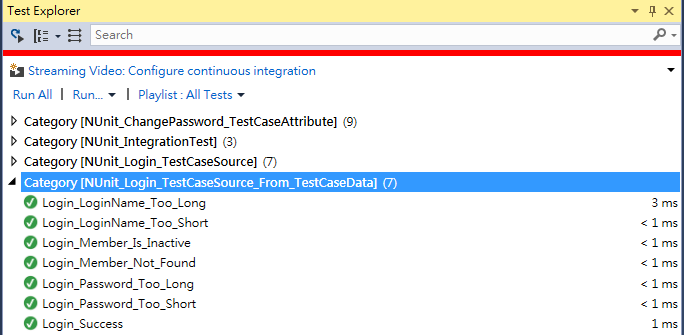 Test Explorer
Search
Streaming Video: Configure continuous integration
Run All | Run... | Playlist : All Tests
Category [NUnit_ChangePassword_TestCaseAttribute] (9)
Category [NUnit_IntegrationTest] (3)
Category [NUnit_Login_TestCaseSource] (7)
Category [NUnit_Login_TestCaseSource_From_TestCaseData] (7)
Login_LoginName_Too_Long 3 ms
Login_LoginName_Too_Short < 1 ms
Login_Member_Is_Inactive < 1 ms
Login_Member_Not_Found < 1 ms
Login_Password_Too_Long < 1 ms
Login_Password_Too_Short < 1 ms
Login_Success 1 ms